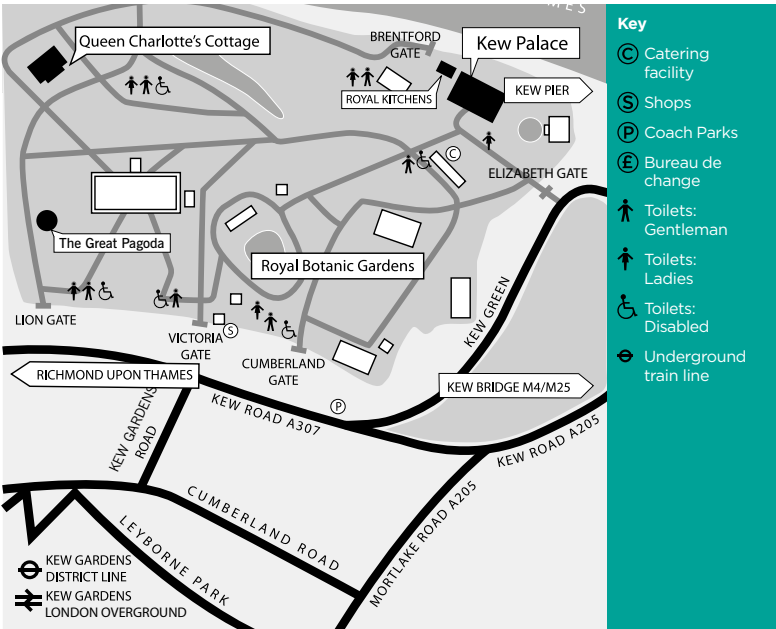 MES
Queen Charlotte's Cottage
BRENTFORD
GATE
Kew Palace
ROYAL KITCHENS
KEW PIER
C
ELIZABETH GATE
The Great Pagoda
Royal Botanic Gardens
LION GATE
VICTORIA
GATE
S
CUMBERLAND
GATE
KEW GREEN
RICHMOND UPON THAMES
KEW BRIDGE M4/M25
P
KEW GARDENS
ROAD
KEW ROAD A307
KEW ROAD A205
CUMBERLAND ROAD
MORTLAKE ROAD A205
LEYBORNE PARK
KEW GARDENS
DISTRICT LINE
KEW GARDENS
LONDON OVERGROUND
Key
C Catering
facility
S Shops
P Coach Parks
£ Bureau de
change
Toilets:
Gentleman
Toilets:
Ladies
Toilets:
Disabled
Underground
train line